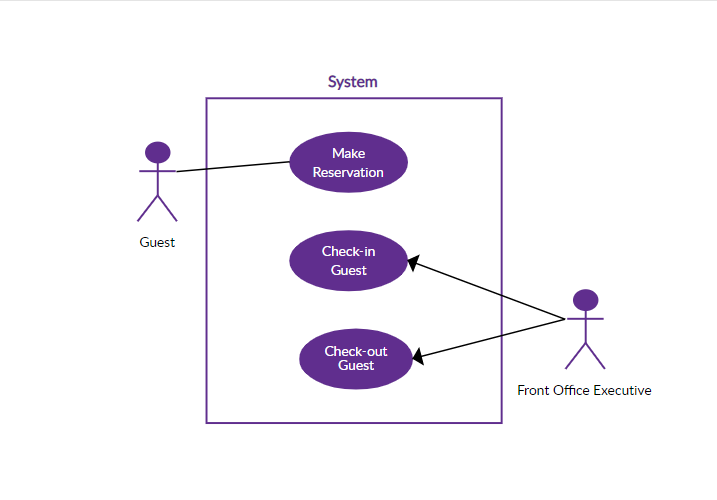 System
Make
Reservation
Guest
Check-in
Guest
Check-out
Guest
Front Office Executive